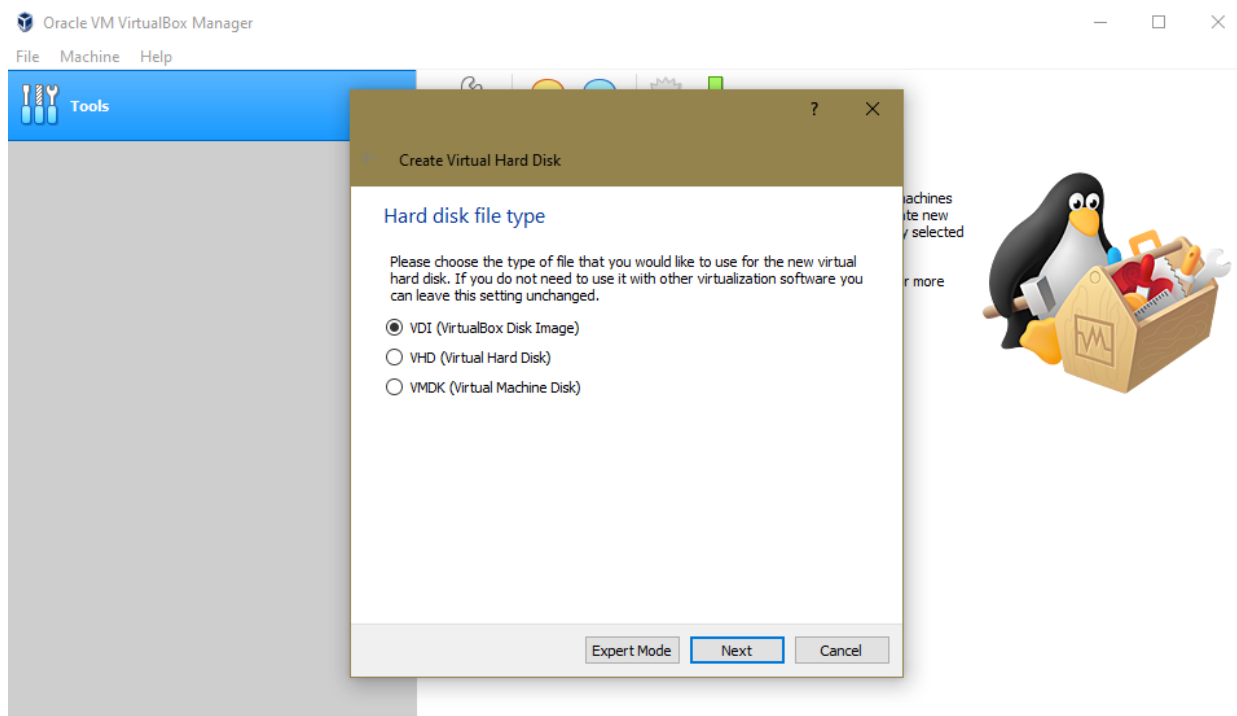 Oracle VM VirtualBox Manager
File Machine Help
Tools
?
Create Virtual Hard Disk
Hard disk file type
Please choose the type of file that you would like to use for the new virtual
hard disk. If you do not need to use it with other virtualization software you
can leave this setting unchanged.
VDI (VirtualBox Disk Image)
VHD (Virtual Hard Disk)
VMDK (Virtual Machine Disk)
Expert Mode Next Cancel
new
selected
r more